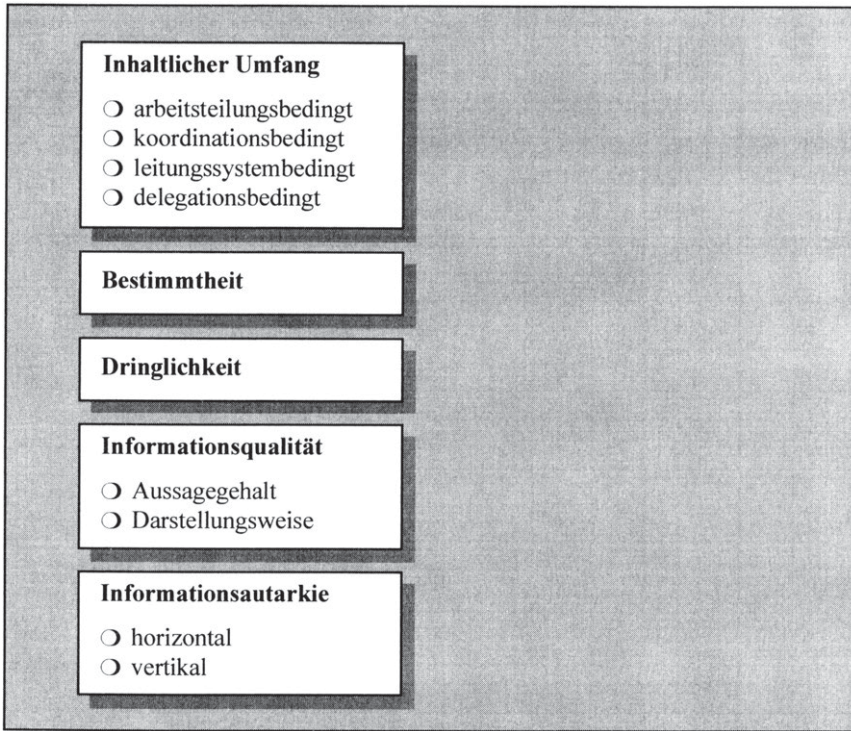 Inhaltlicher Umfang
❍ arbeitsteilungsbedingt
❍ koordinationsbedingt
❍ leitungssystembedingt
❍ delegationsbedingt
Bestimmtheit
Dringlichkeit
Informationsqualität
❍ Aussagegehalt
❍ Darstellungsweise
Informationsautarkie
❍ horizontal
❍ vertikal